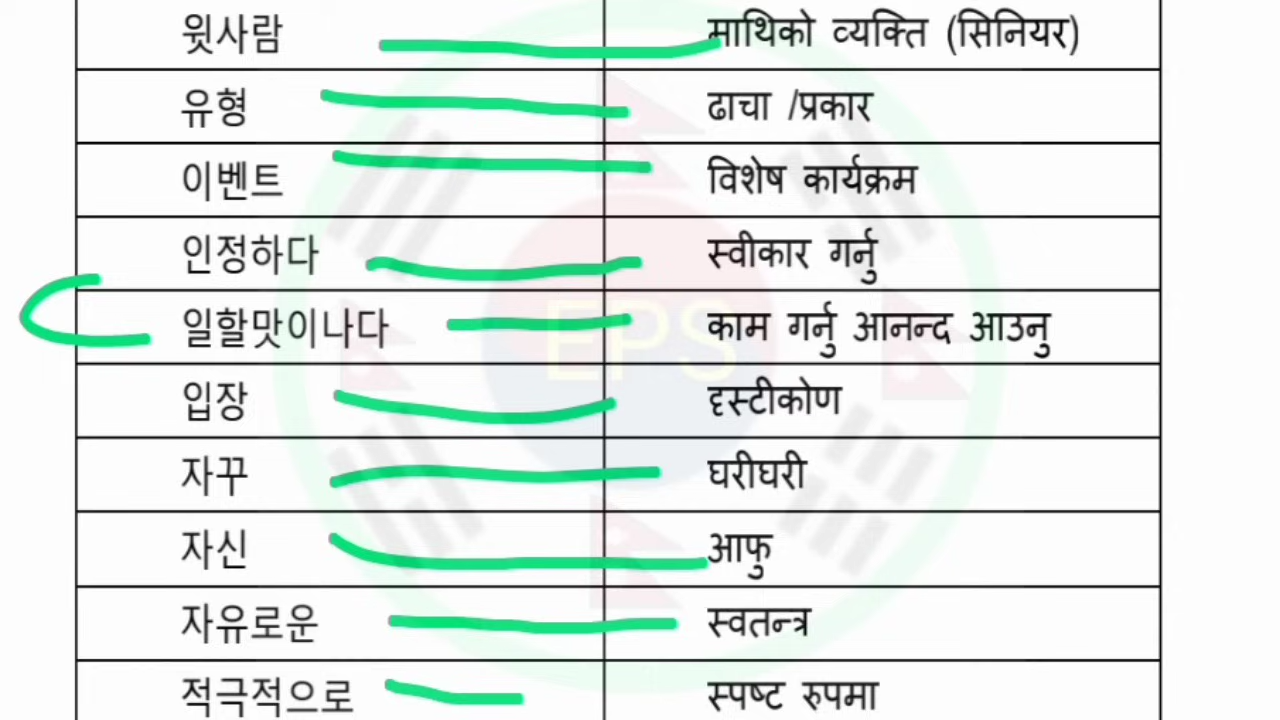 윗사람 माथिको व्यक्ति (सिनियर)
유형 ढाचा /प्रकार
이벤트 विशेष कार्यक्रम
인정하다 स्वीकार गर्नु
일할맛이나다 काम गर्नु आनन्द आउनु
입장 दृस्टीकोण
자꾸 घरीघरी
자신 आफु
자유로운 स्वतन्त्र
적극적으로 स्पष्ट रुपमा
EPS